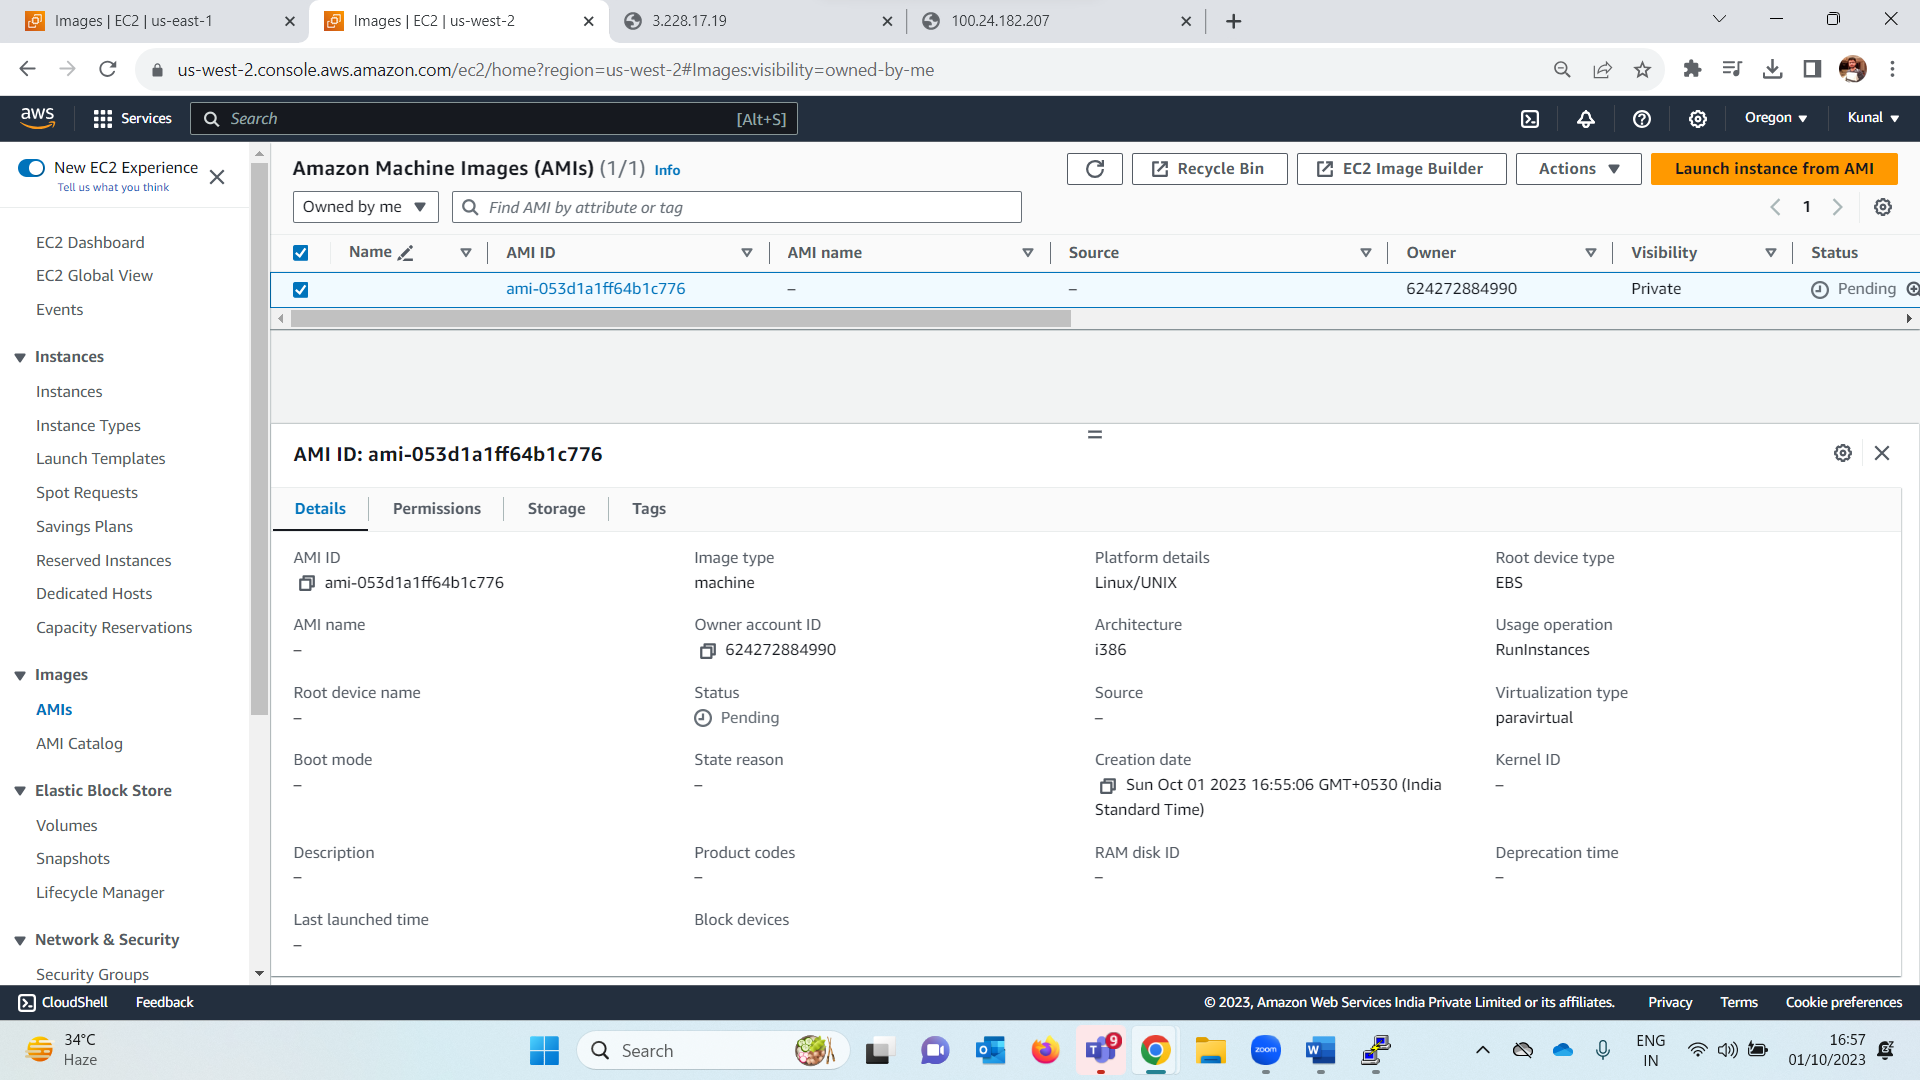 Images | EC2 | us-east-1
Images | EC2 | us-west-2
3.228.17.19
100.24.182.207
us-west-2.console.aws.amazon.com/ec2/home?region=us-west-2#Images:visibility=owned-by-me
aws
Services
Search
[Alt+S]
Oregon
Kunal
New EC2 Experience
Tell us what you think
EC2 Dashboard
EC2 Global View
Events
Instances
Instances
Instance Types
Launch Templates
Spot Requests
Savings Plans
Reserved Instances
Dedicated Hosts
Capacity Reservations
Images
AMIs
AMI Catalog
Elastic Block Store
Volumes
Snapshots
Lifecycle Manager
Network & Security
Security Groups
Amazon Machine Images (AMIs) (1/1) Info
Recycle Bin
EC2 Image Builder
Actions
Launch instance from AMI
Owned by me
Find AMI by attribute or tag
1
Name
AMI ID
AMI name
Source
Owner
Visibility
Status
ami-053d1a1ff64b1c776
–
–
624272884990
Private
Pending
AMI ID: ami-053d1a1ff64b1c776
Details
Permissions
Storage
Tags
AMI ID
ami-053d1a1ff64b1c776
Image type
machine
Platform details
Linux/UNIX
Root device type
EBS
AMI name
–
Owner account ID
624272884990
Architecture
i386
Usage operation
RunInstances
Root device name
–
Status
Pending
Source
–
Virtualization type
paravirtual
Boot mode
–
State reason
–
Creation date
Sun Oct 01 2023 16:55:06 GMT+0530 (India
Standard Time)
Kernel ID
–
Description
–
Product codes
–
RAM disk ID
–
Deprecation time
–
Last launched time
–
Block devices
CloudShell
Feedback
© 2023, Amazon Web Services India Private Limited or its affiliates.
Privacy
Terms
Cookie preferences
34°C
Haze
Search
9
zoom
ENG
IN
16:57
01/10/2023